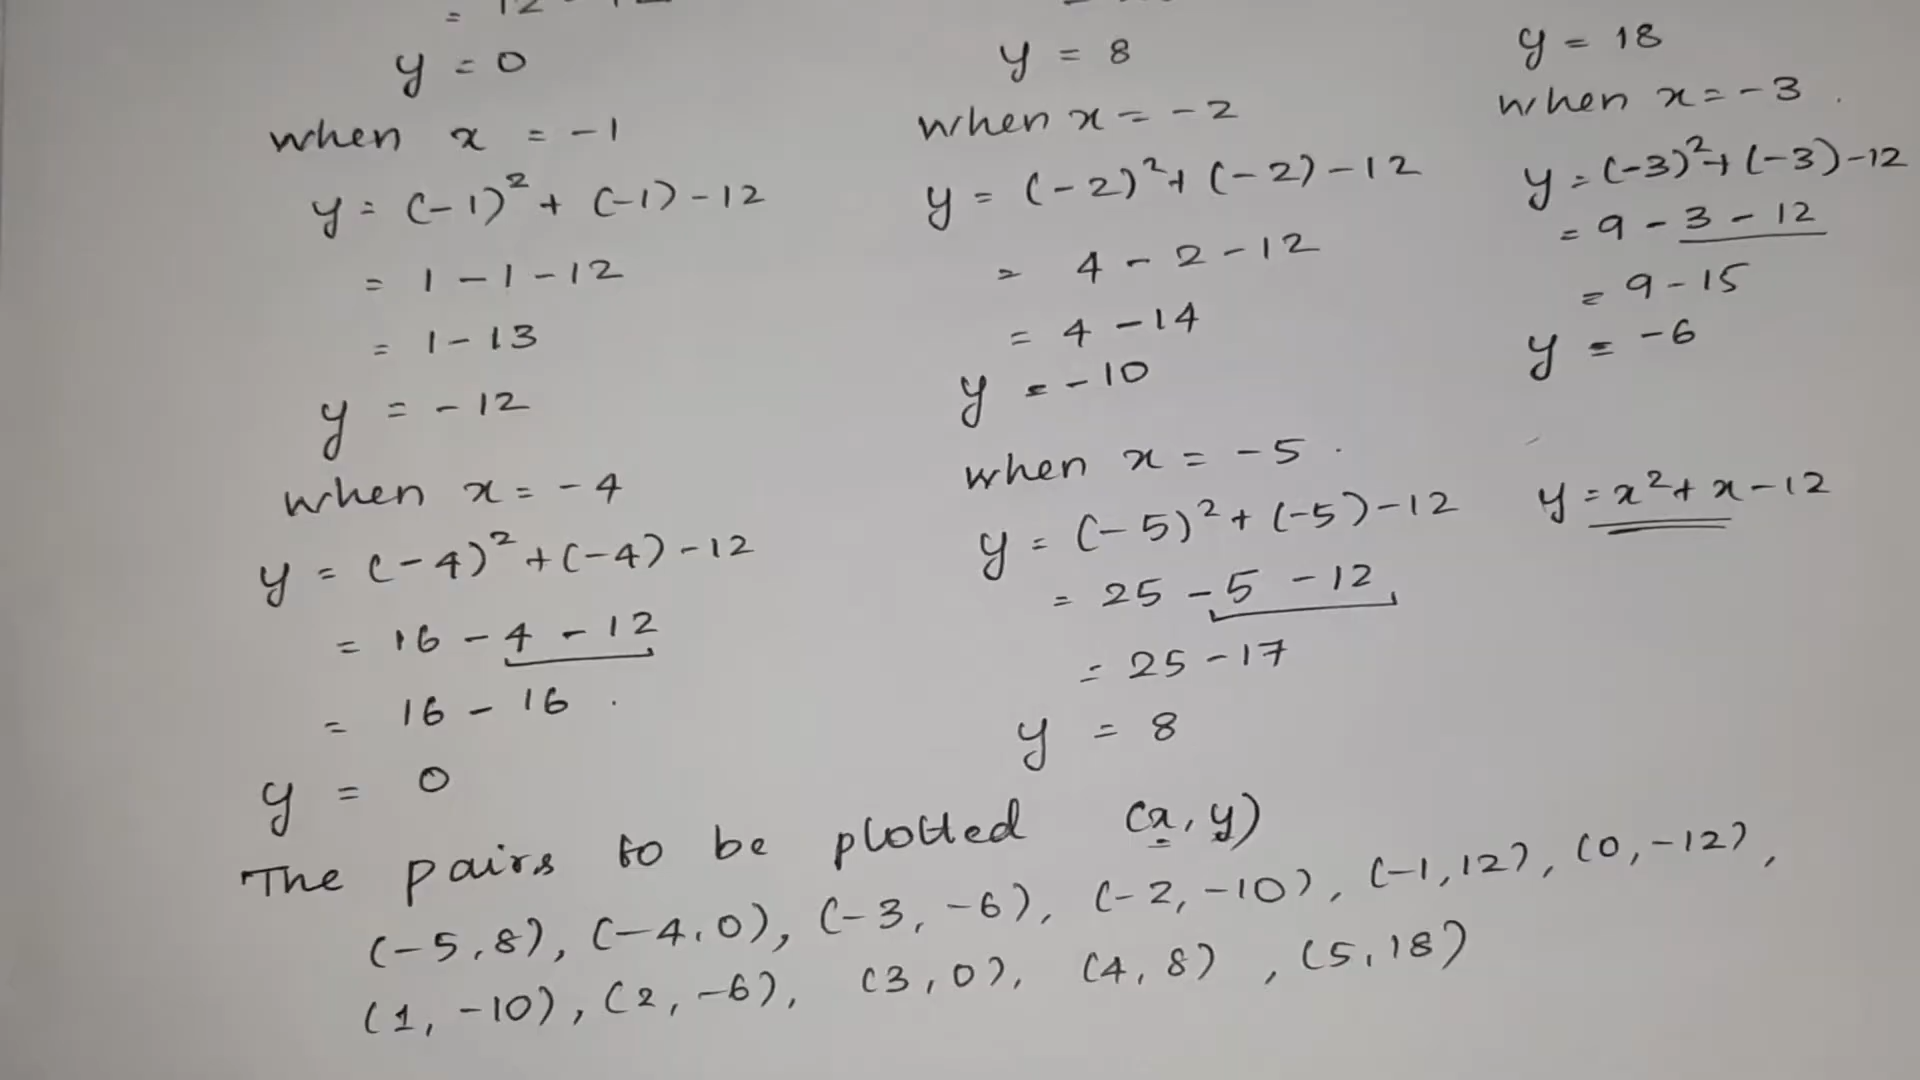 y = 0
when x = -1
y = (-1)² + (-1) - 12
= 1 - 1 - 12
= 1 - 13
y = -12
when x = -4
y = (-4)² + (-4) - 12
= 16 - 4 - 12
= 16 - 16 .
y = 0
y = 8
when x = -2
y = (-2)² + (-2) - 12
= 4 - 2 - 12
= 4 - 14
y = -10
when x = -5 .
y = (-5)² + (-5) - 12
= 25 - 5 - 12
= 25 - 17
y = 8
y = 18
when x = -3 .
y = (-3)² + (-3) - 12
= 9 - 3 - 12
= 9 - 15
y = -6
y = x² + x - 12
The pairs to be plotted (x, y)
(-5, 8), (-4, 0), (-3, -6), (-2, -10), (-1, 12), (0, -12),
(1, -10), (2, -6), (3, 0), (4, 8) , (5, 18)